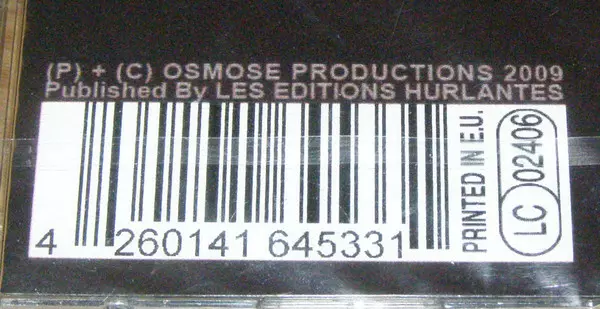 (P) + (C) OSMOSE PRODUCTIONS 2009
Published By LES EDITIONS HURLANTES
4 260141 645331
PRINTED IN E.U.
LC 02406